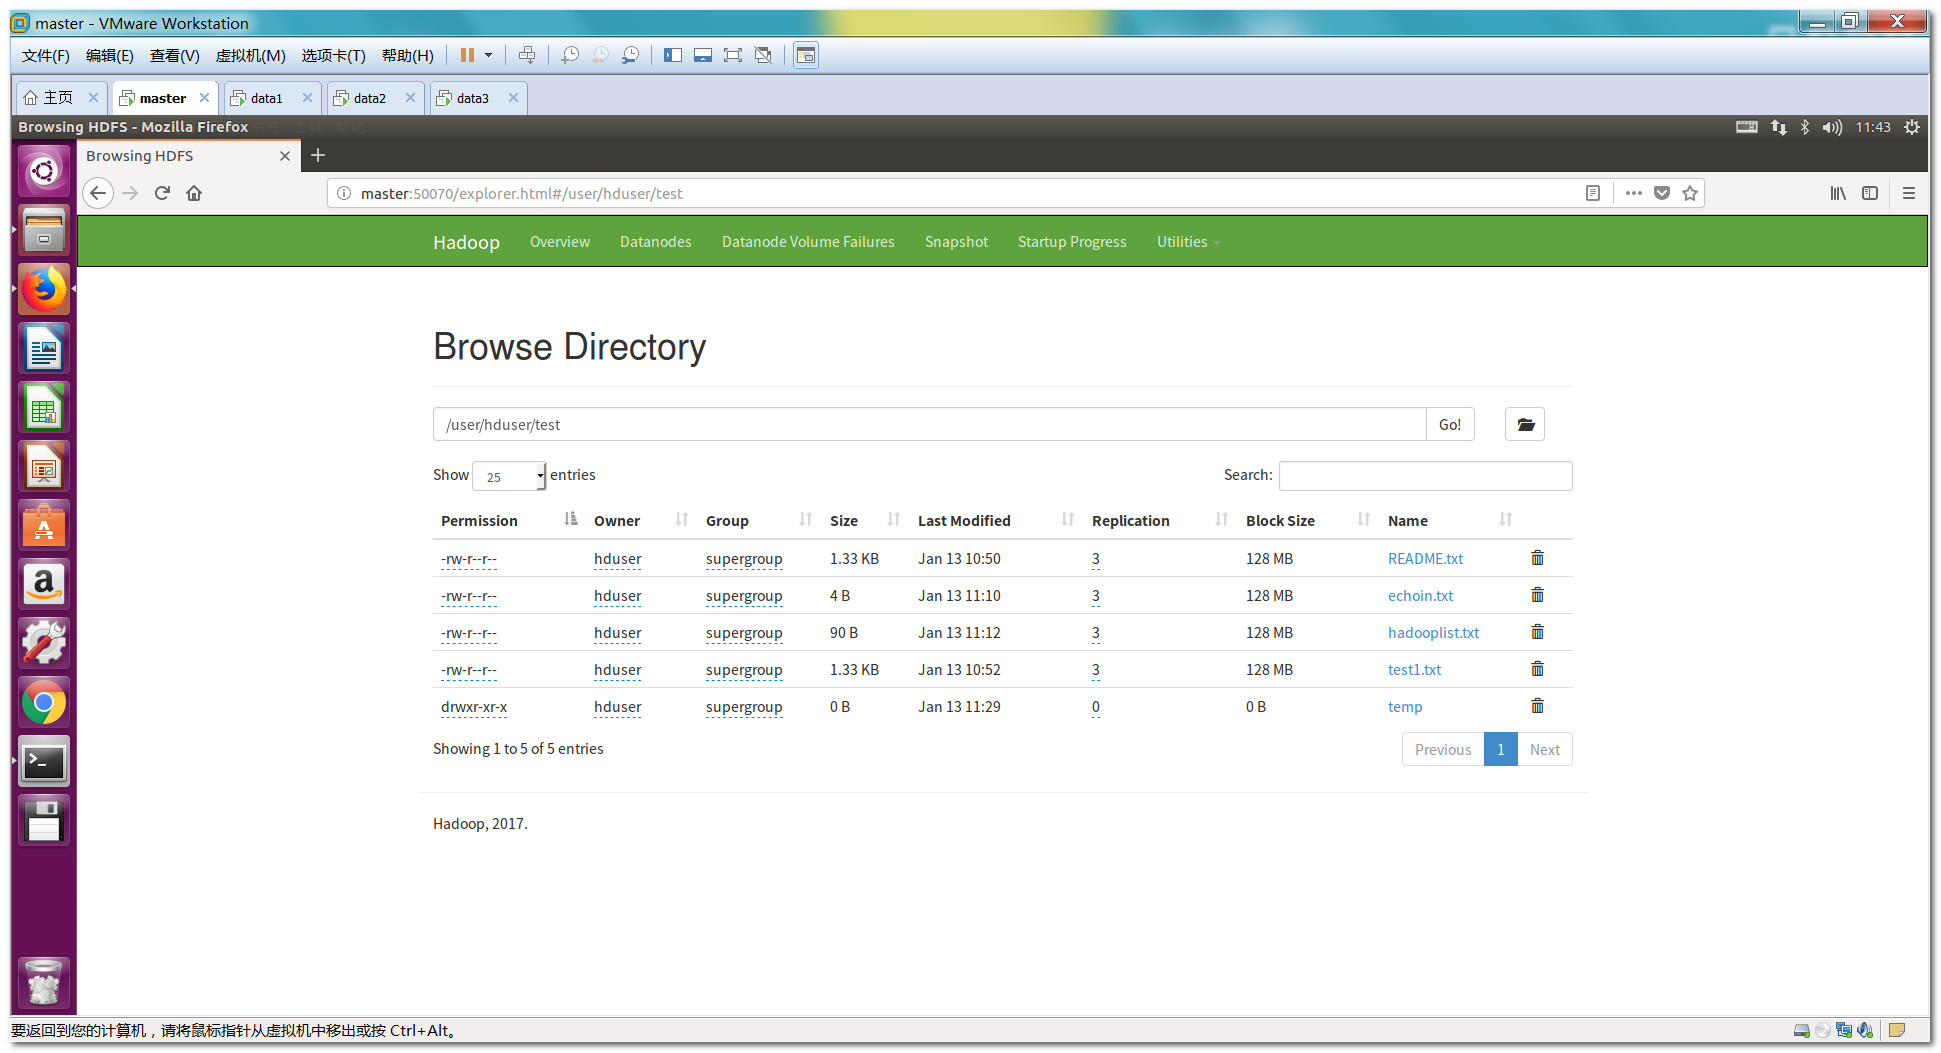 master - VMware Workstation
文件(F) 编辑(E) 查看(V) 虚拟机(M) 选项卡(T) 帮助(H)
主页 master data1 data2 data3
Browsing HDFS - Mozilla Firefox 11:43
Browsing HDFS
master:50070/explorer.html#/user/hduser/test
Hadoop Overview Datanodes Datanode Volume Failures Snapshot Startup Progress Utilities
Browse Directory
/user/hduser/test Go!
Show 25 entries Search:
Permission Owner Group Size Last Modified Replication Block Size Name
-rw-r--r-- hduser supergroup 1.33 KB Jan 13 10:50 3 128 MB README.txt
-rw-r--r-- hduser supergroup 4 B Jan 13 11:10 3 128 MB echoin.txt
-rw-r--r-- hduser supergroup 90 B Jan 13 11:12 3 128 MB hadooplist.txt
-rw-r--r-- hduser supergroup 1.33 KB Jan 13 10:52 3 128 MB test1.txt
drwxr-xr-x hduser supergroup 0 B Jan 13 11:29 0 0 B temp
Showing 1 to 5 of 5 entries Previous 1 Next
Hadoop, 2017.
要返回到您的计算机，请将鼠标指针从虚拟机中移出或按 Ctrl+Alt。